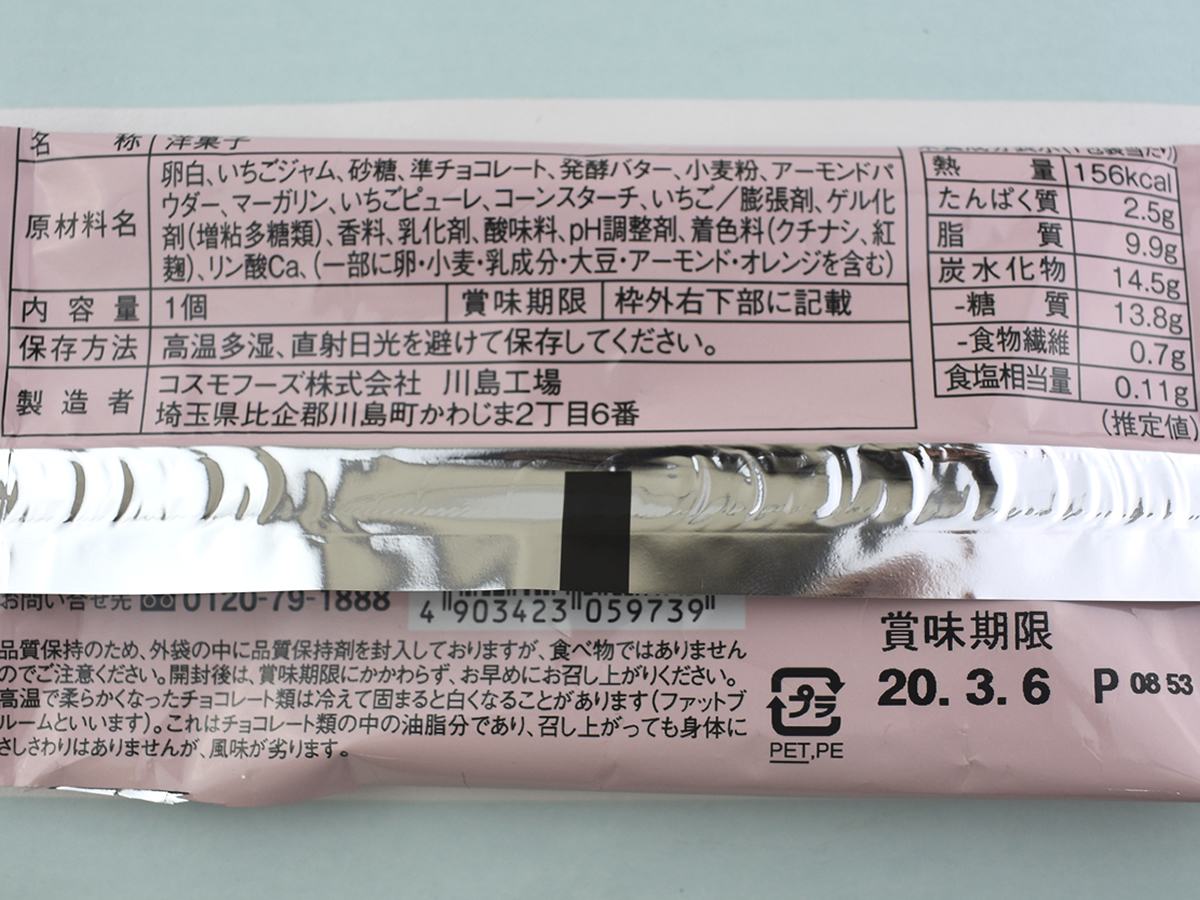 名称 洋菓子
原材料名 卵白、いちごジャム、砂糖、準チョコレート、発酵バター、小麦粉、アーモンドパ
ウダー、マーガリン、いちごピューレ、コーンスターチ、いちご／膨張剤、ゲル化
剤(増粘多糖類)、香料、乳化剤、酸味料、pH調整剤、着色料(クチナシ、紅
麹)、リン酸Ca、(一部に卵・小麦・乳成分・大豆・アーモンド・オレンジを含む)
内容量 1個 賞味期限 枠外右下部に記載
保存方法 高温多湿、直射日光を避けて保存してください。
製造者 コスモフーズ株式会社 川島工場
埼玉県比企郡川島町かわじま2丁目6番
栄養成分表示(1包装当たり)
熱量 156kcal
たんぱく質 2.5g
脂質 9.9g
炭水化物 14.5g
-糖質 13.8g
-食物繊維 0.7g
食塩相当量 0.11g
(推定値)
お問い合せ先 0120-79-1888
4 903423 059739
品質保持のため、外袋の中に品質保持剤を封入しておりますが、食べ物ではありません
のでご注意ください。開封後は、賞味期限にかかわらず、お早めにお召し上がりください。
高温で柔らかくなったチョコレート類は冷えて固まると白くなることがあります(ファットブ
ルームといいます)。これはチョコレート類の中の油脂分であり、召し上がっても身体に
さしさわりはありませんが、風味が劣ります。
プラ
PET,PE
賞味期限
20. 3. 6 P 08 53